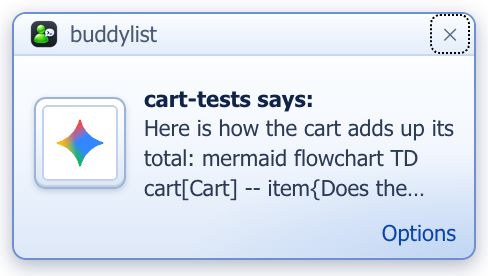 buddylist
cart-tests says:
Here is how the cart adds up its
total: mermaid flowchart TD
cart[Cart] -- item{Does the...
Options